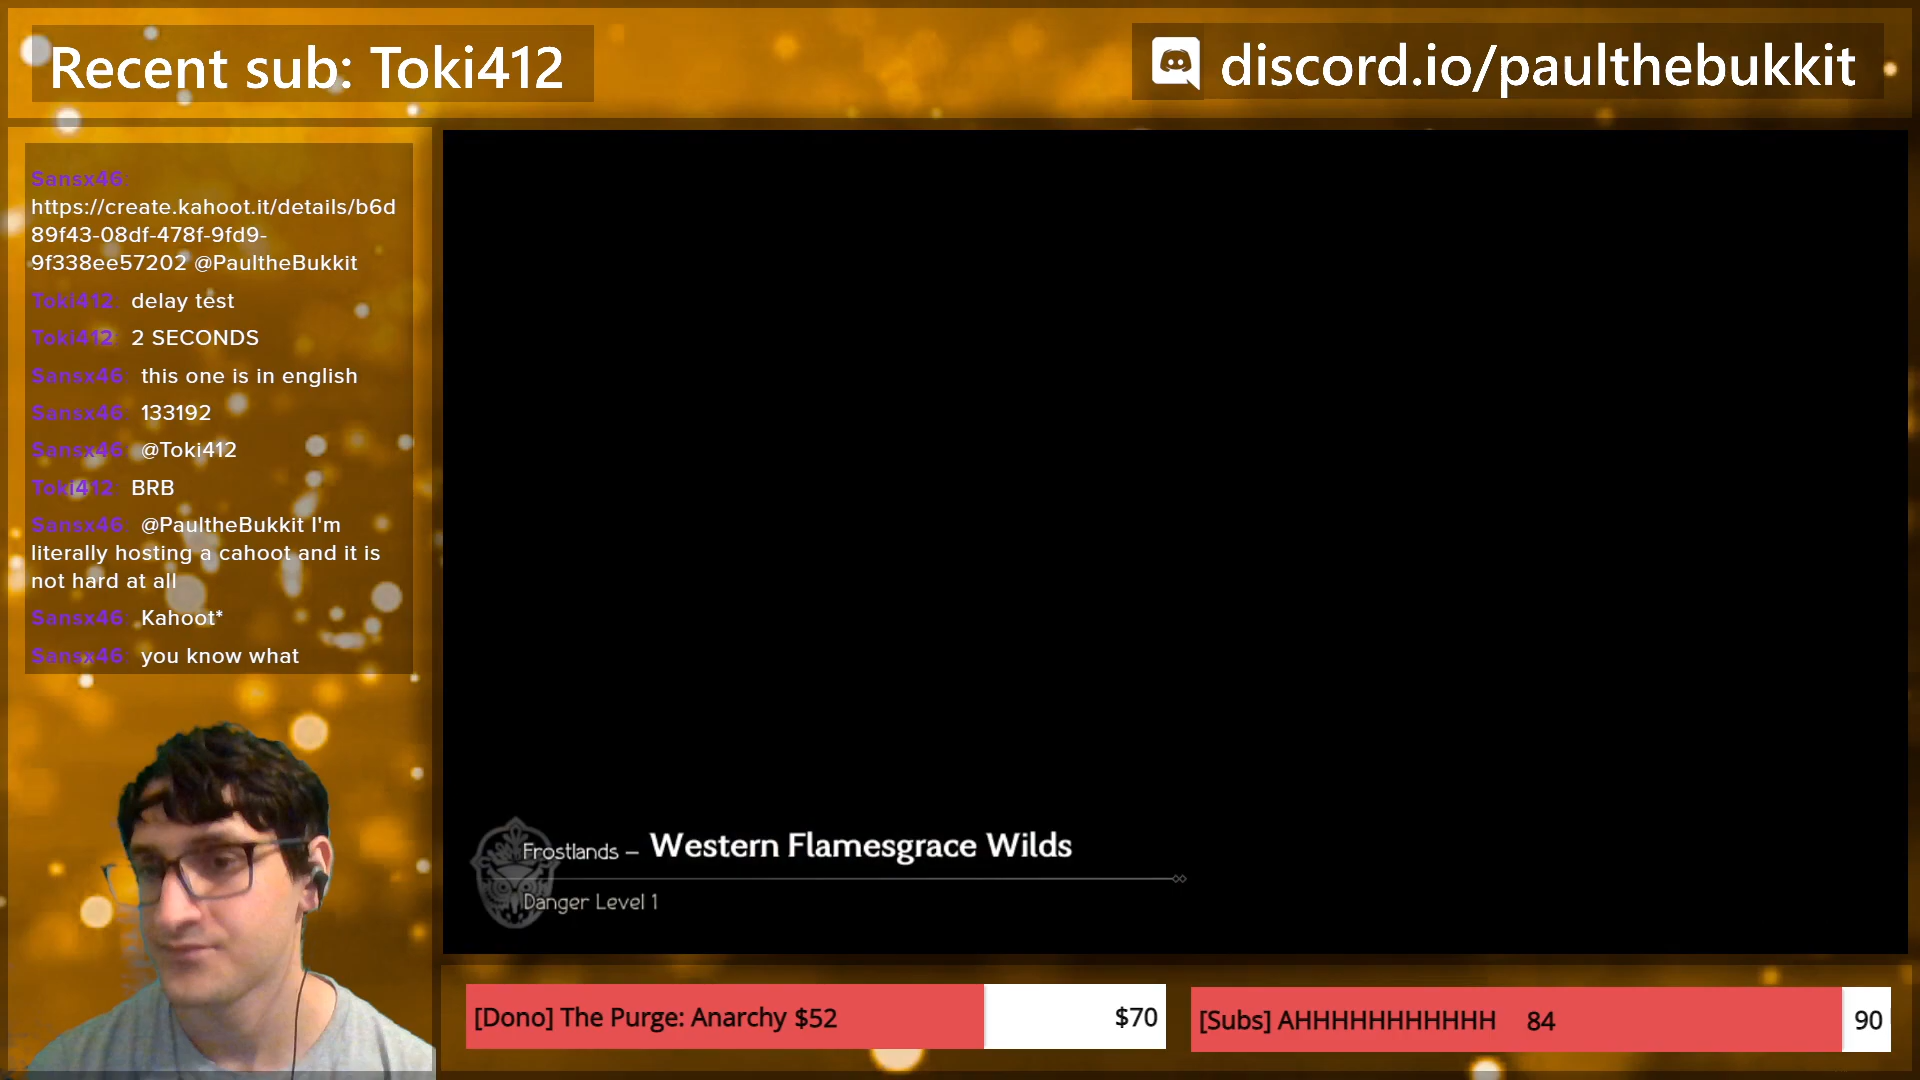 Recent sub: Toki412
discord.io/paulthebukkit
Sansx46:
https://create.kahoot.it/details/b6d
89f43-08df-478f-9fd9-
9f338ee57202 @PaultheBukkit
Toki412: delay test
Toki412: 2 SECONDS
Sansx46: this one is in english
Sansx46: 133192
Sansx46: @Toki412
Toki412: BRB
Sansx46: @PaultheBukkit I'm
literally hosting a cahoot and it is
not hard at all
Sansx46: Kahoot*
Sansx46: you know what
Frostlands – Western Flamesgrace Wilds
Danger Level 1
[Dono] The Purge: Anarchy $52 $70
[Subs] AHHHHHHHHHHH 84 90